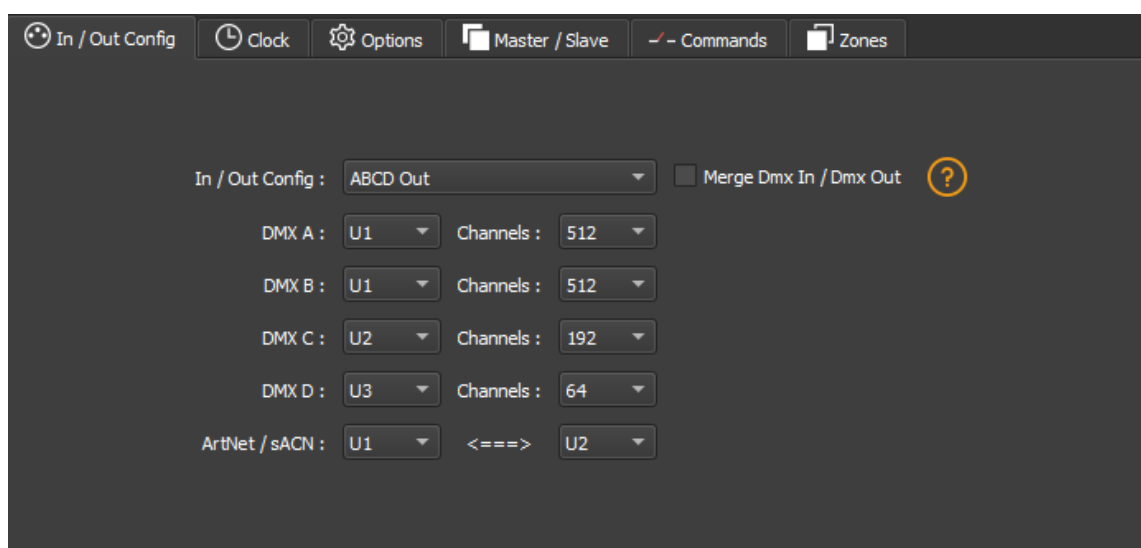 In / Out Config Clock Options Master / Slave Commands Zones
In / Out Config : ABCD Out Merge Dmx In / Dmx Out ?
DMX A : U1 Channels : 512
DMX B : U1 Channels : 512
DMX C : U2 Channels : 192
DMX D : U3 Channels : 64
ArtNet / sACN : U1 <===> U2